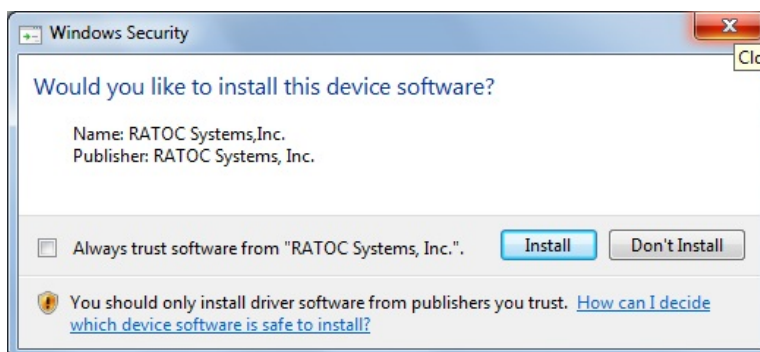 Windows Security
x
Clo
Would you like to install this device software?
Name: RATOC Systems,Inc.
Publisher: RATOC Systems, Inc.
Always trust software from "RATOC Systems, Inc.".
Install
Don't Install
You should only install driver software from publishers you trust. How can I decide
which device software is safe to install?